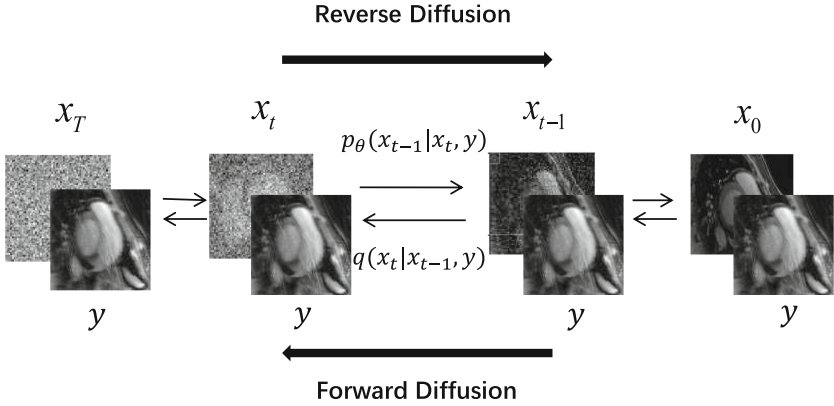 Reverse Diffusion
x_T
x_t
x_{t-1}
x_0
p_θ(x_{t-1}|x_t, y)
q(x_t|x_{t-1}, y)
y
y
y
y
Forward Diffusion